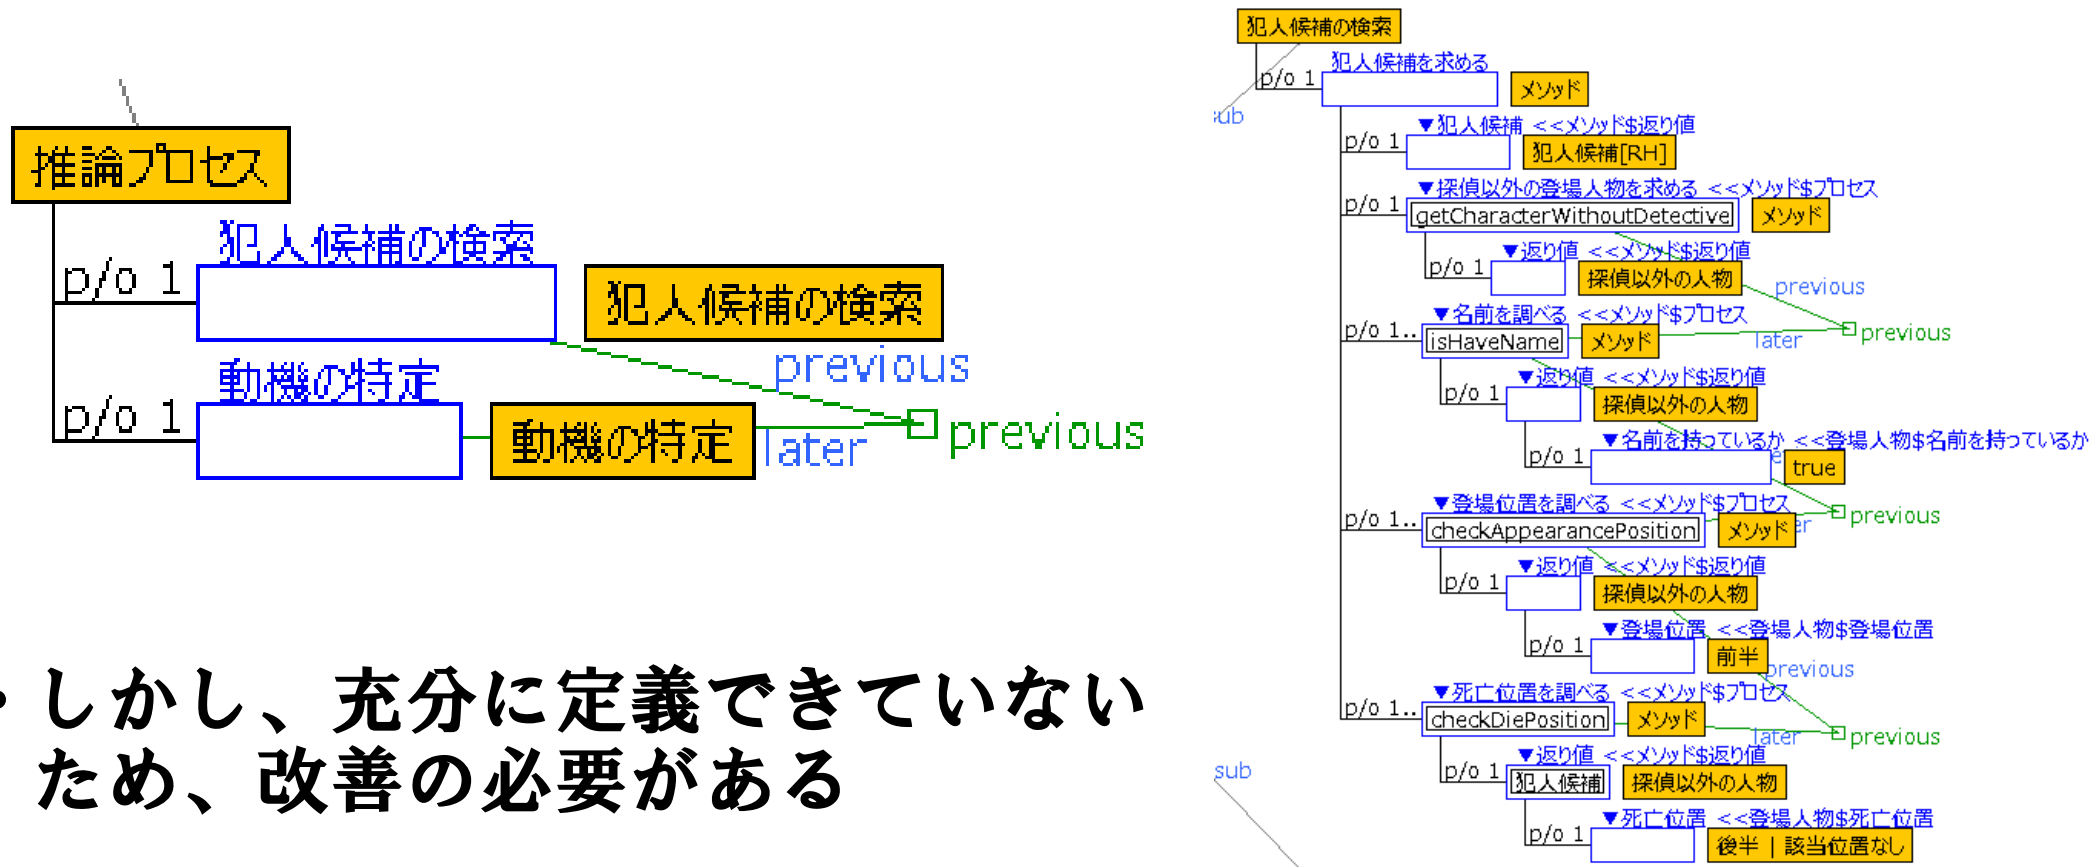 推論プロセス
犯人候補の検索
p/o 1
犯人候補の検索
previous
動機の特定
p/o 1
動機の特定
later
previous
・しかし、充分に定義できていない
ため、改善の必要がある
犯人候補の検索
犯人候補を求める
p/o 1
メソッド
sub
▼犯人候補 <<メソッド$返り値
p/o 1
犯人候補[RH]
▼探偵以外の登場人物を求める <<メソッド$プロセス
p/o 1
getCharacterWithoutDetective
メソッド
▼返り値 <<メソッド$返り値
p/o 1
探偵以外の人物
previous
▼名前を調べる <<メソッド$プロセス
p/o 1..
isHaveName
メソッド
later
previous
▼返り値 <<メソッド$返り値
p/o 1
探偵以外の人物
▼名前を持っているか <<登場人物$名前を持っているか
p/o 1
true
▼登場位置を調べる <<メソッド$プロセス
previous
p/o 1..
checkAppearancePosition
メソッド
▼返り値 <<メソッド$返り値
p/o 1
探偵以外の人物
▼登場位置 <<登場人物$登場位置
p/o 1
前半
previous
▼死亡位置を調べる <<メソッド$プロセス
p/o 1..
checkDiePosition
メソッド
later
previous
▼返り値 <<メソッド$返り値
sub
p/o 1
犯人候補
探偵以外の人物
▼死亡位置 <<登場人物$死亡位置
p/o 1
後半 | 該当位置なし